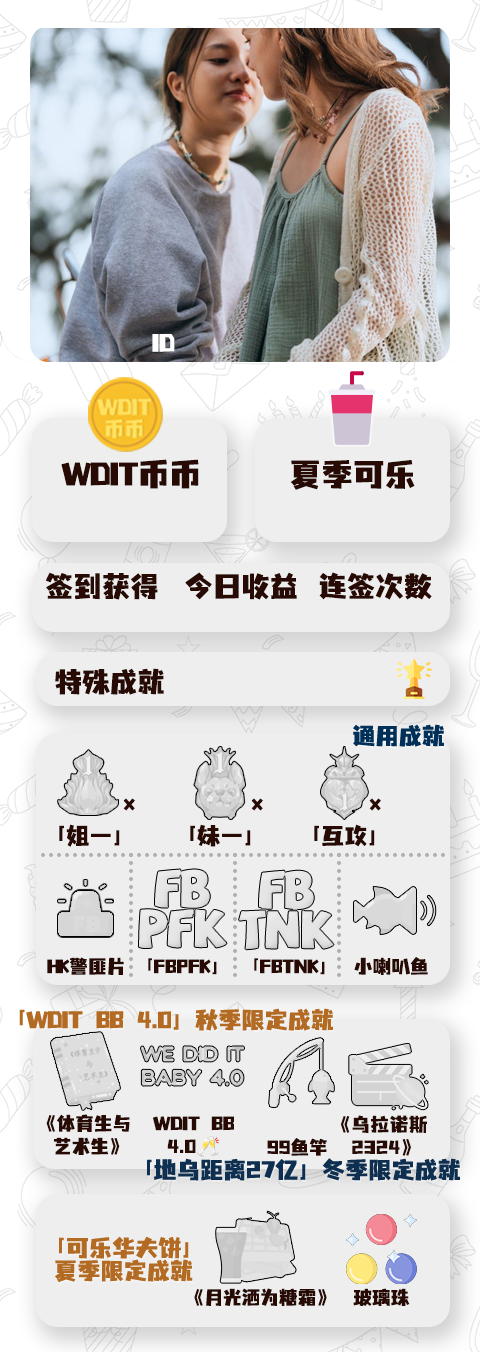 ID
WDIT
币币
WDIT币币
夏季可乐
签到获得 今日收益 连签次数
特殊成就
通用成就
1 × 1 × 1 ×
「姐一」 「妹一」 「互攻」
FB
PFK
FB
TNK
HK警匪片 「FBPFK」 「FBTNK」 小喇叭鱼
「WDIT BB 4.0」秋季限定成就
WE DID IT
BABY 4.0
《体育生与
艺术生》
WDIT BB
4.0
99鱼竿
《乌拉诺斯
2324》
「地乌距离27亿」冬季限定成就
「可乐华夫饼」
夏季限定成就
《月光洒为糖霜》
玻璃珠